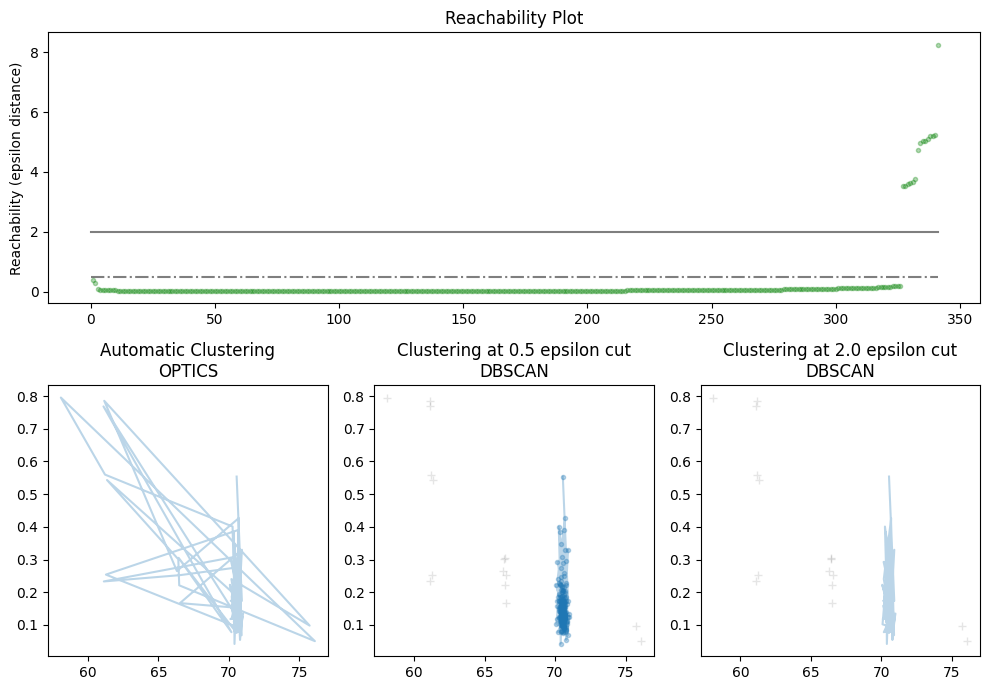 Reachability Plot
Reachability (epsilon distance)
8
6
4
2
0
0 50 100 150 200 250 300 350
Automatic Clustering
OPTICS
0.8
0.7
0.6
0.5
0.4
0.3
0.2
0.1
60 65 70 75
Clustering at 0.5 epsilon cut
DBSCAN
0.8
0.7
0.6
0.5
0.4
0.3
0.2
0.1
60 65 70 75
Clustering at 2.0 epsilon cut
DBSCAN
0.8
0.7
0.6
0.5
0.4
0.3
0.2
0.1
60 65 70 75